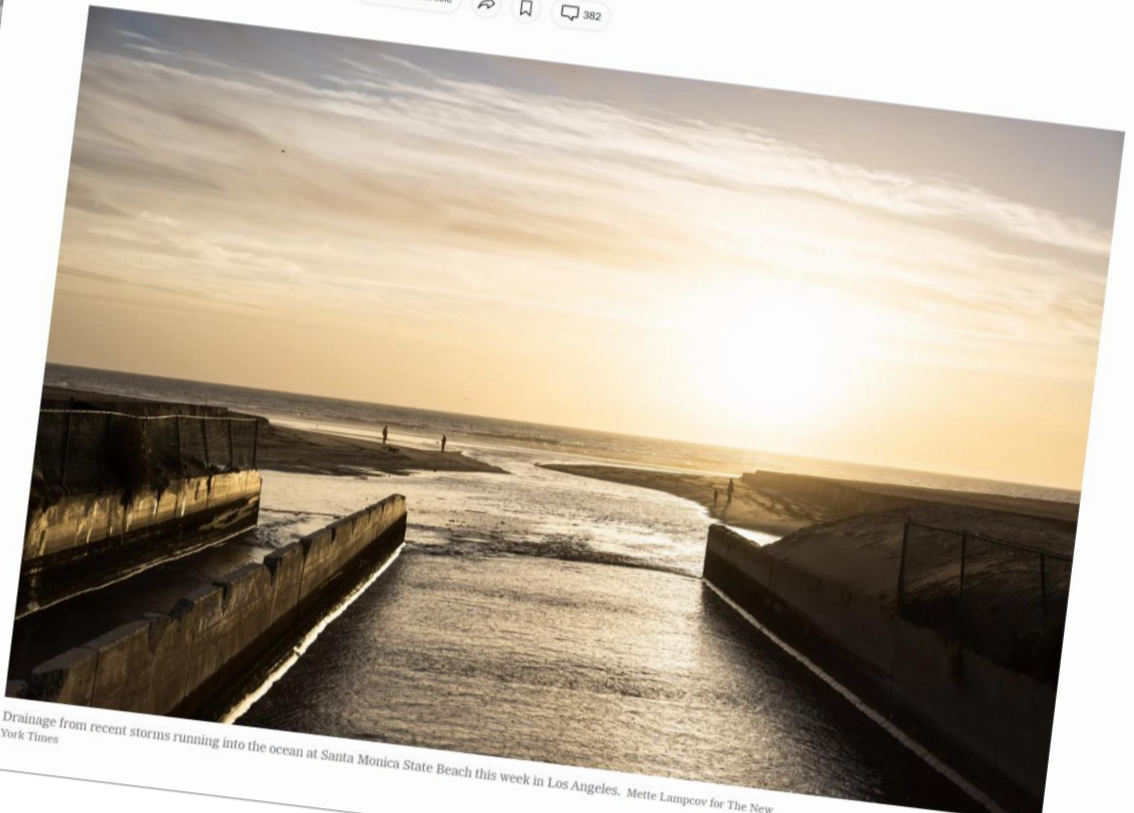 382
Drainage from recent storms running into the ocean at Santa Monica State Beach this week in Los Angeles. Mette Lampcov for The New
York Times